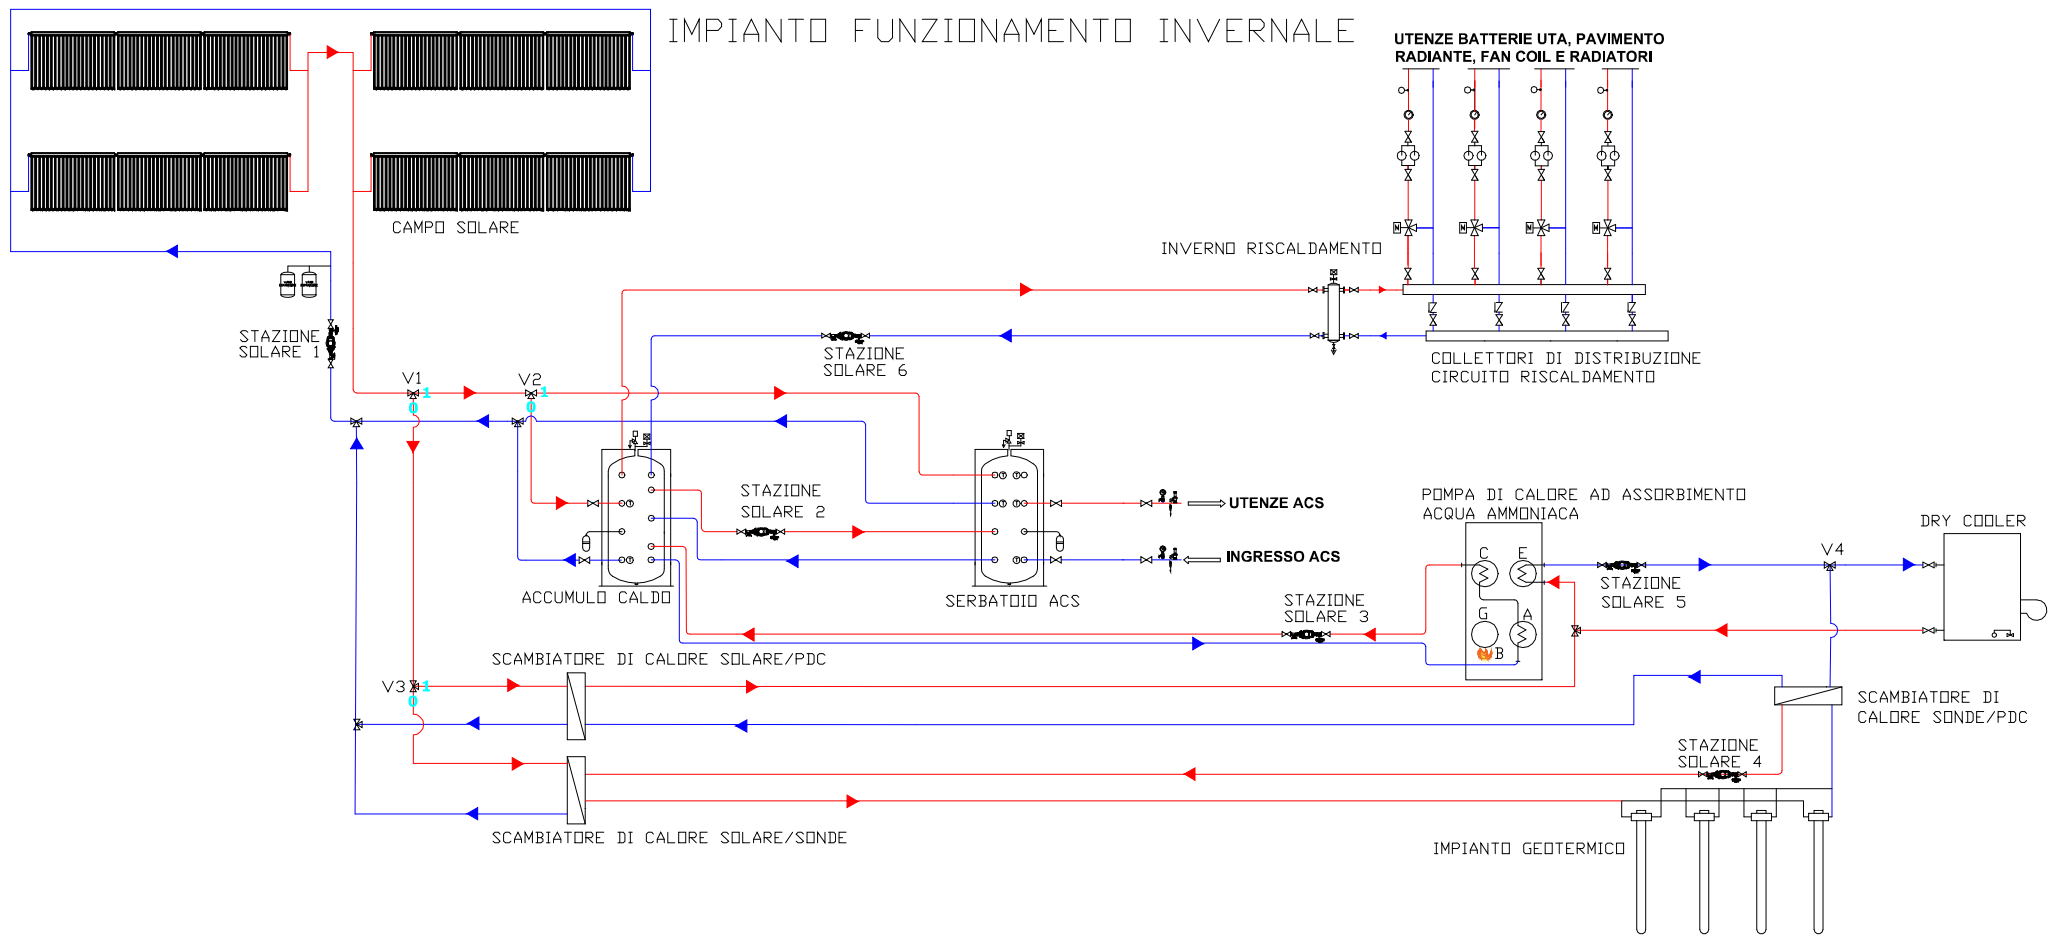 IMPIANTO FUNZIONAMENTO INVERNALE
UTENZE BATTERIE UTA, PAVIMENTO
RADIANTE, FAN COIL E RADIATORI
CAMPO SOLARE
INVERNO RISCALDAMENTO
STAZIONE
SOLARE 1
STAZIONE
SOLARE 6
COLLETTORI DI DISTRIBUZIONE
CIRCUITO RISCALDAMENTO
V1
1
0
V2
1
0
STAZIONE
SOLARE 2
UTENZE ACS
INGRESSO ACS
POMPA DI CALORE AD ASSORBIMENTO
ACQUA AMMONIACA
C
E
G
A
B
DRY COOLER
V4
STAZIONE
SOLARE 5
ACCUMULO CALDO
SERBATOIO ACS
STAZIONE
SOLARE 3
SCAMBIATORE DI CALORE SOLARE/PDC
V3
1
0
SCAMBIATORE DI
CALORE SONDE/PDC
STAZIONE
SOLARE 4
SCAMBIATORE DI CALORE SOLARE/SONDE
IMPIANTO GEOTERMICO